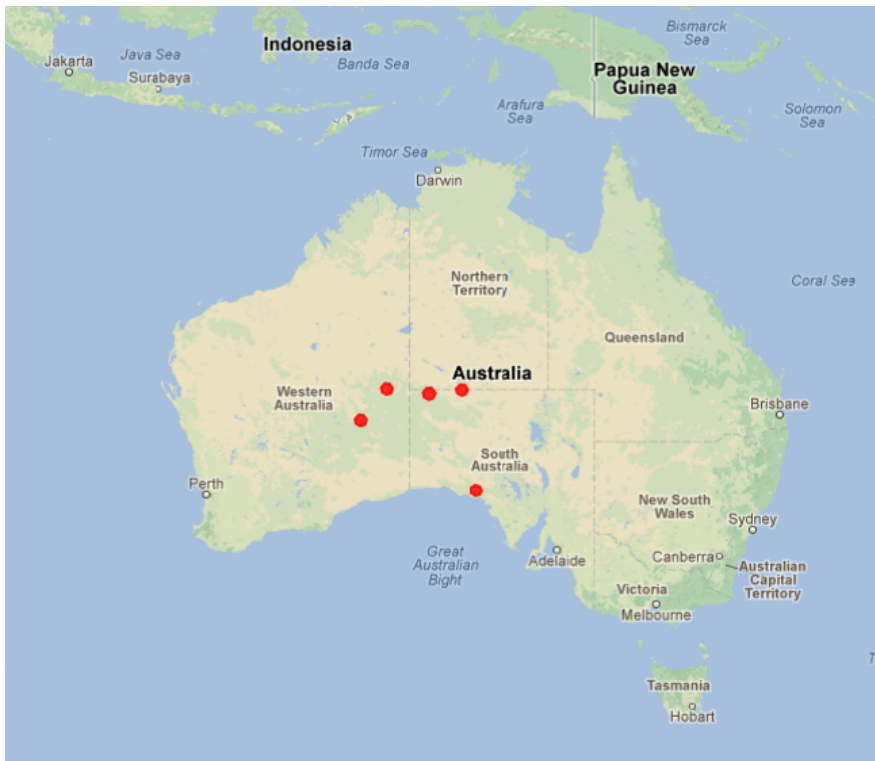 Bismarck
Sea
Indonesia
Java Sea
Jakarta
Banda Sea
Surabaya
Papua New
Guinea
Arafura
Sea
Solomon
Sea
Timor Sea
Darwin
Northern
Territory
Coral Sea
Queensland
Australia
Western
Australia
Brisbane
South
Australia
Perth
New South
Wales
Sydney
Great
Australian
Bight
Adelaide
Canberra
Australian
Capital
Territory
Victoria
Melbourne
T
Tasmania
Hobart